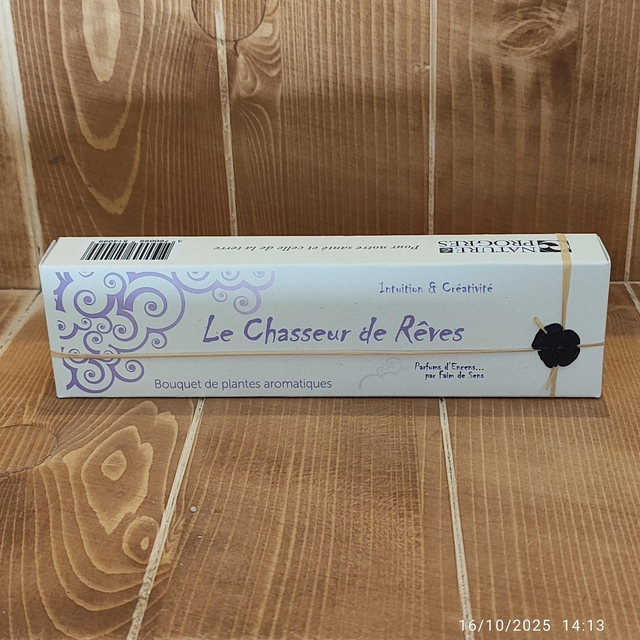 Pour notre santé et celle de la terre
NATURE &
PROGRES
Intuition & Créativité
Le Chasseur de Rêves
Parfums d'Encens...
par Faim de Sens
Bouquet de plantes aromatiques
16/10/2025 14:13